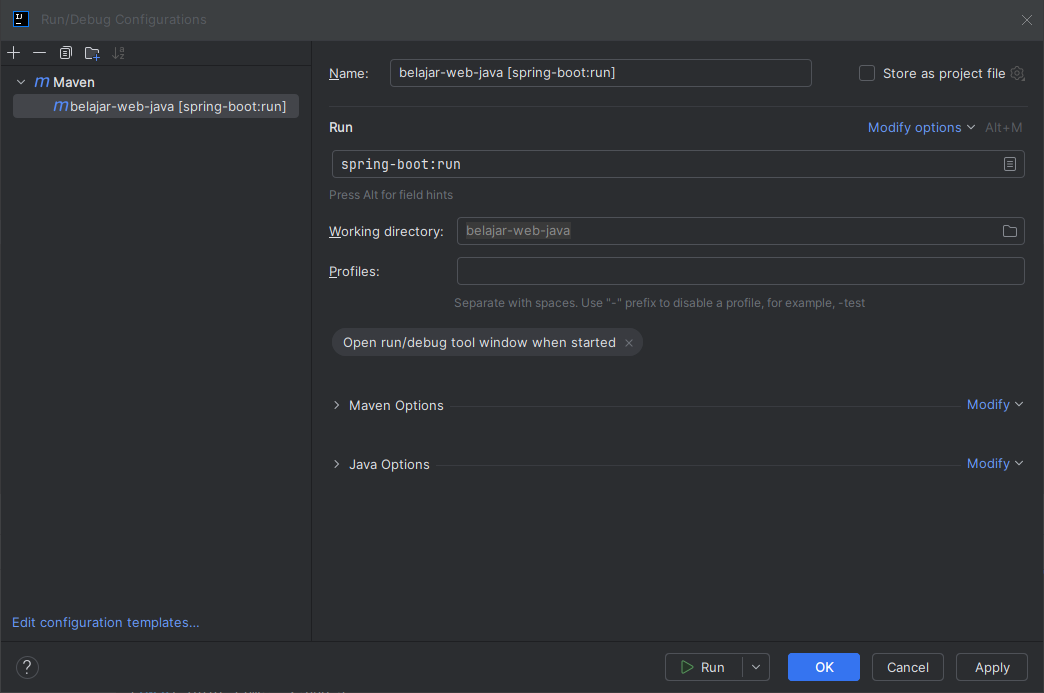 Run/Debug Configurations
Maven
belajar-web-java [spring-boot:run]
Edit configuration templates...
Name: belajar-web-java [spring-boot:run] Store as project file
Run Modify options Alt+M
spring-boot:run
Press Alt for field hints
Working directory: belajar-web-java
Profiles:
Separate with spaces. Use "-" prefix to disable a profile, for example, -test
Open run/debug tool window when started
Maven Options Modify
Java Options Modify
? Run OK Cancel Apply